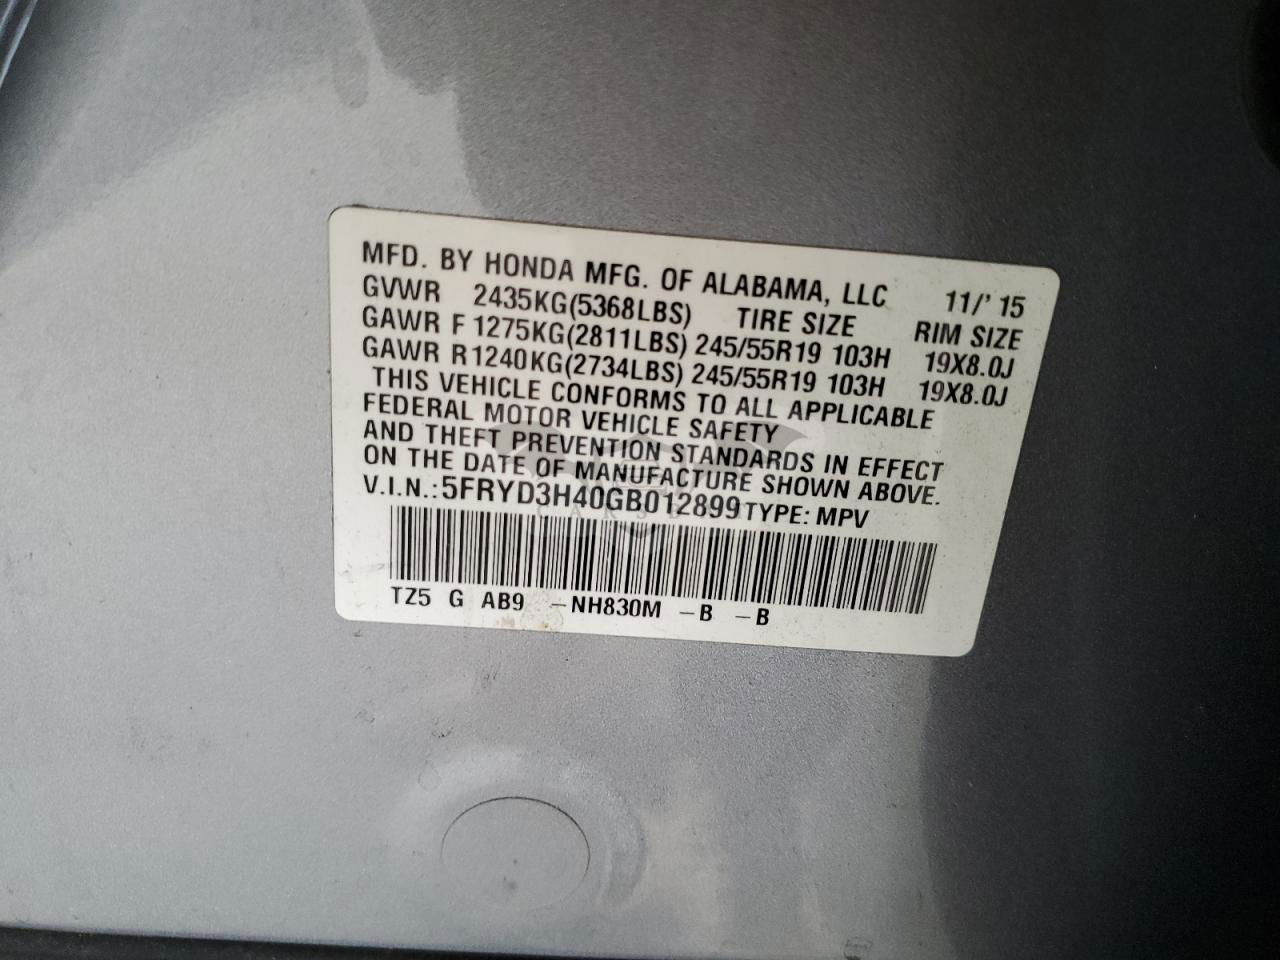 MFD. BY HONDA MFG. OF ALABAMA, LLC 11/' 15
GVWR 2435KG(5368LBS) TIRE SIZE RIM SIZE
GAWR F 1275KG(2811LBS) 245/55R19 103H 19X8.0J
GAWR R1240KG(2734LBS) 245/55R19 103H 19X8.0J
THIS VEHICLE CONFORMS TO ALL APPLICABLE
FEDERAL MOTOR VEHICLE SAFETY
AND THEFT PREVENTION STANDARDS IN EFFECT
ON THE DATE OF MANUFACTURE SHOWN ABOVE.
V.I.N.:5FRYD3H40GB012899 TYPE: MPV
TZ5 G AB9 -NH830M -B -B